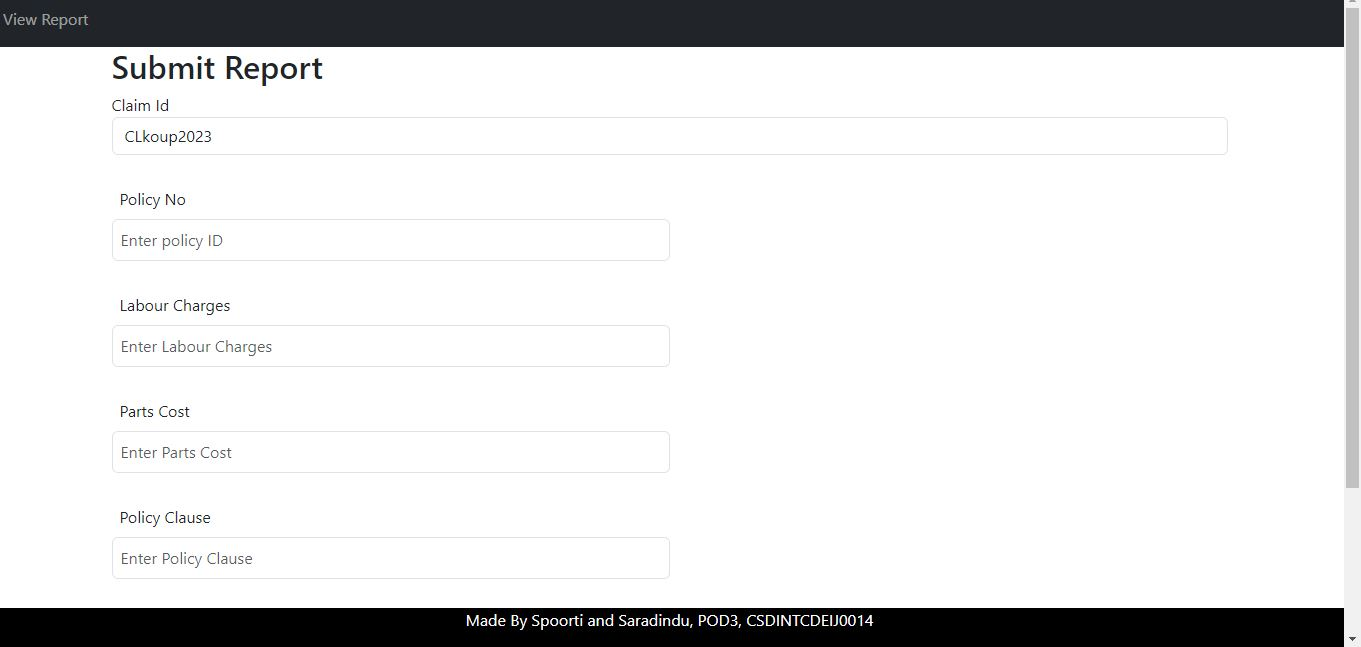 View Report
Submit Report
Claim Id
CLkoup2023
Policy No
Enter policy ID
Labour Charges
Enter Labour Charges
Parts Cost
Enter Parts Cost
Policy Clause
Enter Policy Clause
Made By Spoorti and Saradindu, POD3, CSDINTCDEIJ0014